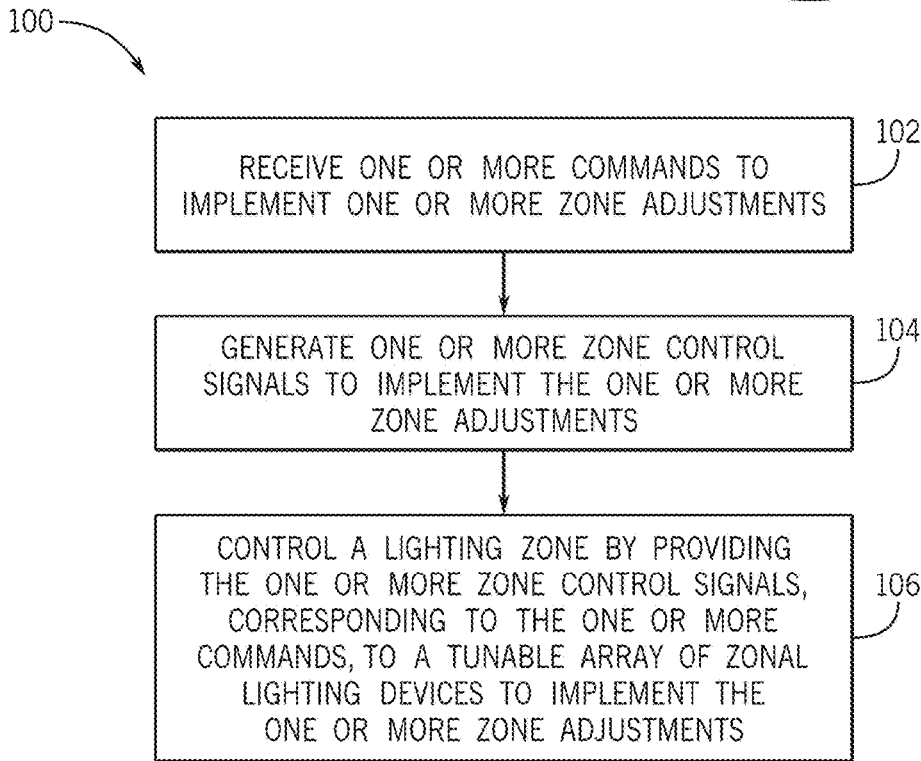 100
102
RECEIVE ONE OR MORE COMMANDS TO
IMPLEMENT ONE OR MORE ZONE ADJUSTMENTS
104
GENERATE ONE OR MORE ZONE CONTROL
SIGNALS TO IMPLEMENT THE ONE OR MORE
ZONE ADJUSTMENTS
106
CONTROL A LIGHTING ZONE BY PROVIDING
THE ONE OR MORE ZONE CONTROL SIGNALS,
CORRESPONDING TO THE ONE OR MORE
COMMANDS, TO A TUNABLE ARRAY OF ZONAL
LIGHTING DEVICES TO IMPLEMENT THE
ONE OR MORE ZONE ADJUSTMENTS